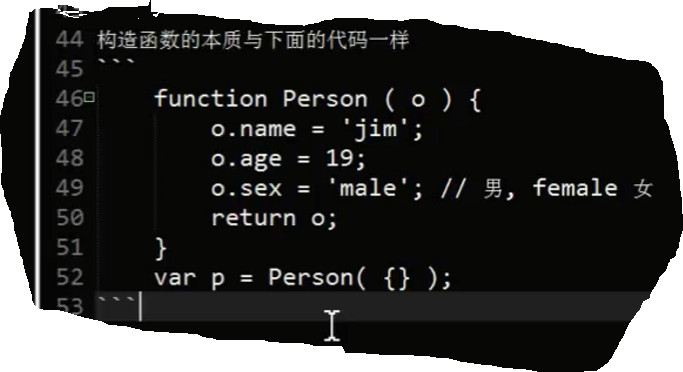 44 构造函数的本质与下面的代码一样
45 ```
46 function Person ( o ) {
47 o.name = 'jim';
48 o.age = 19;
49 o.sex = 'male'; // 男, female 女
50 return o;
51 }
52 var p = Person( {} );
53 ```